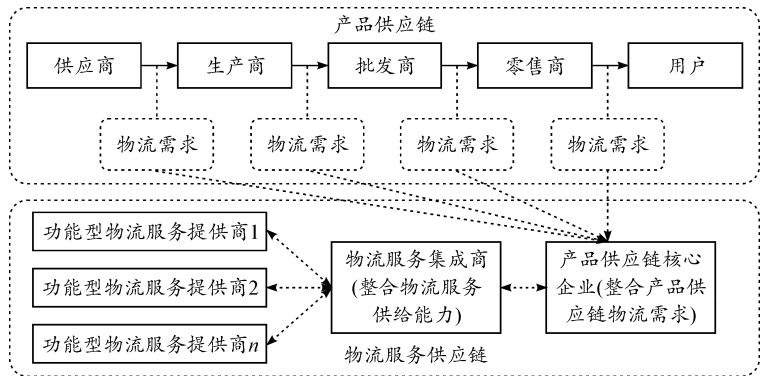 产品供应链
供应商
生产商
批发商
零售商
用户
物流需求
物流需求
物流需求
物流需求
功能型物流服务提供商1
功能型物流服务提供商2
功能型物流服务提供商n
物流服务集成商
(整合物流服务
供给能力)
产品供应链核心
企业(整合产品供
应链物流需求)
物流服务供应链